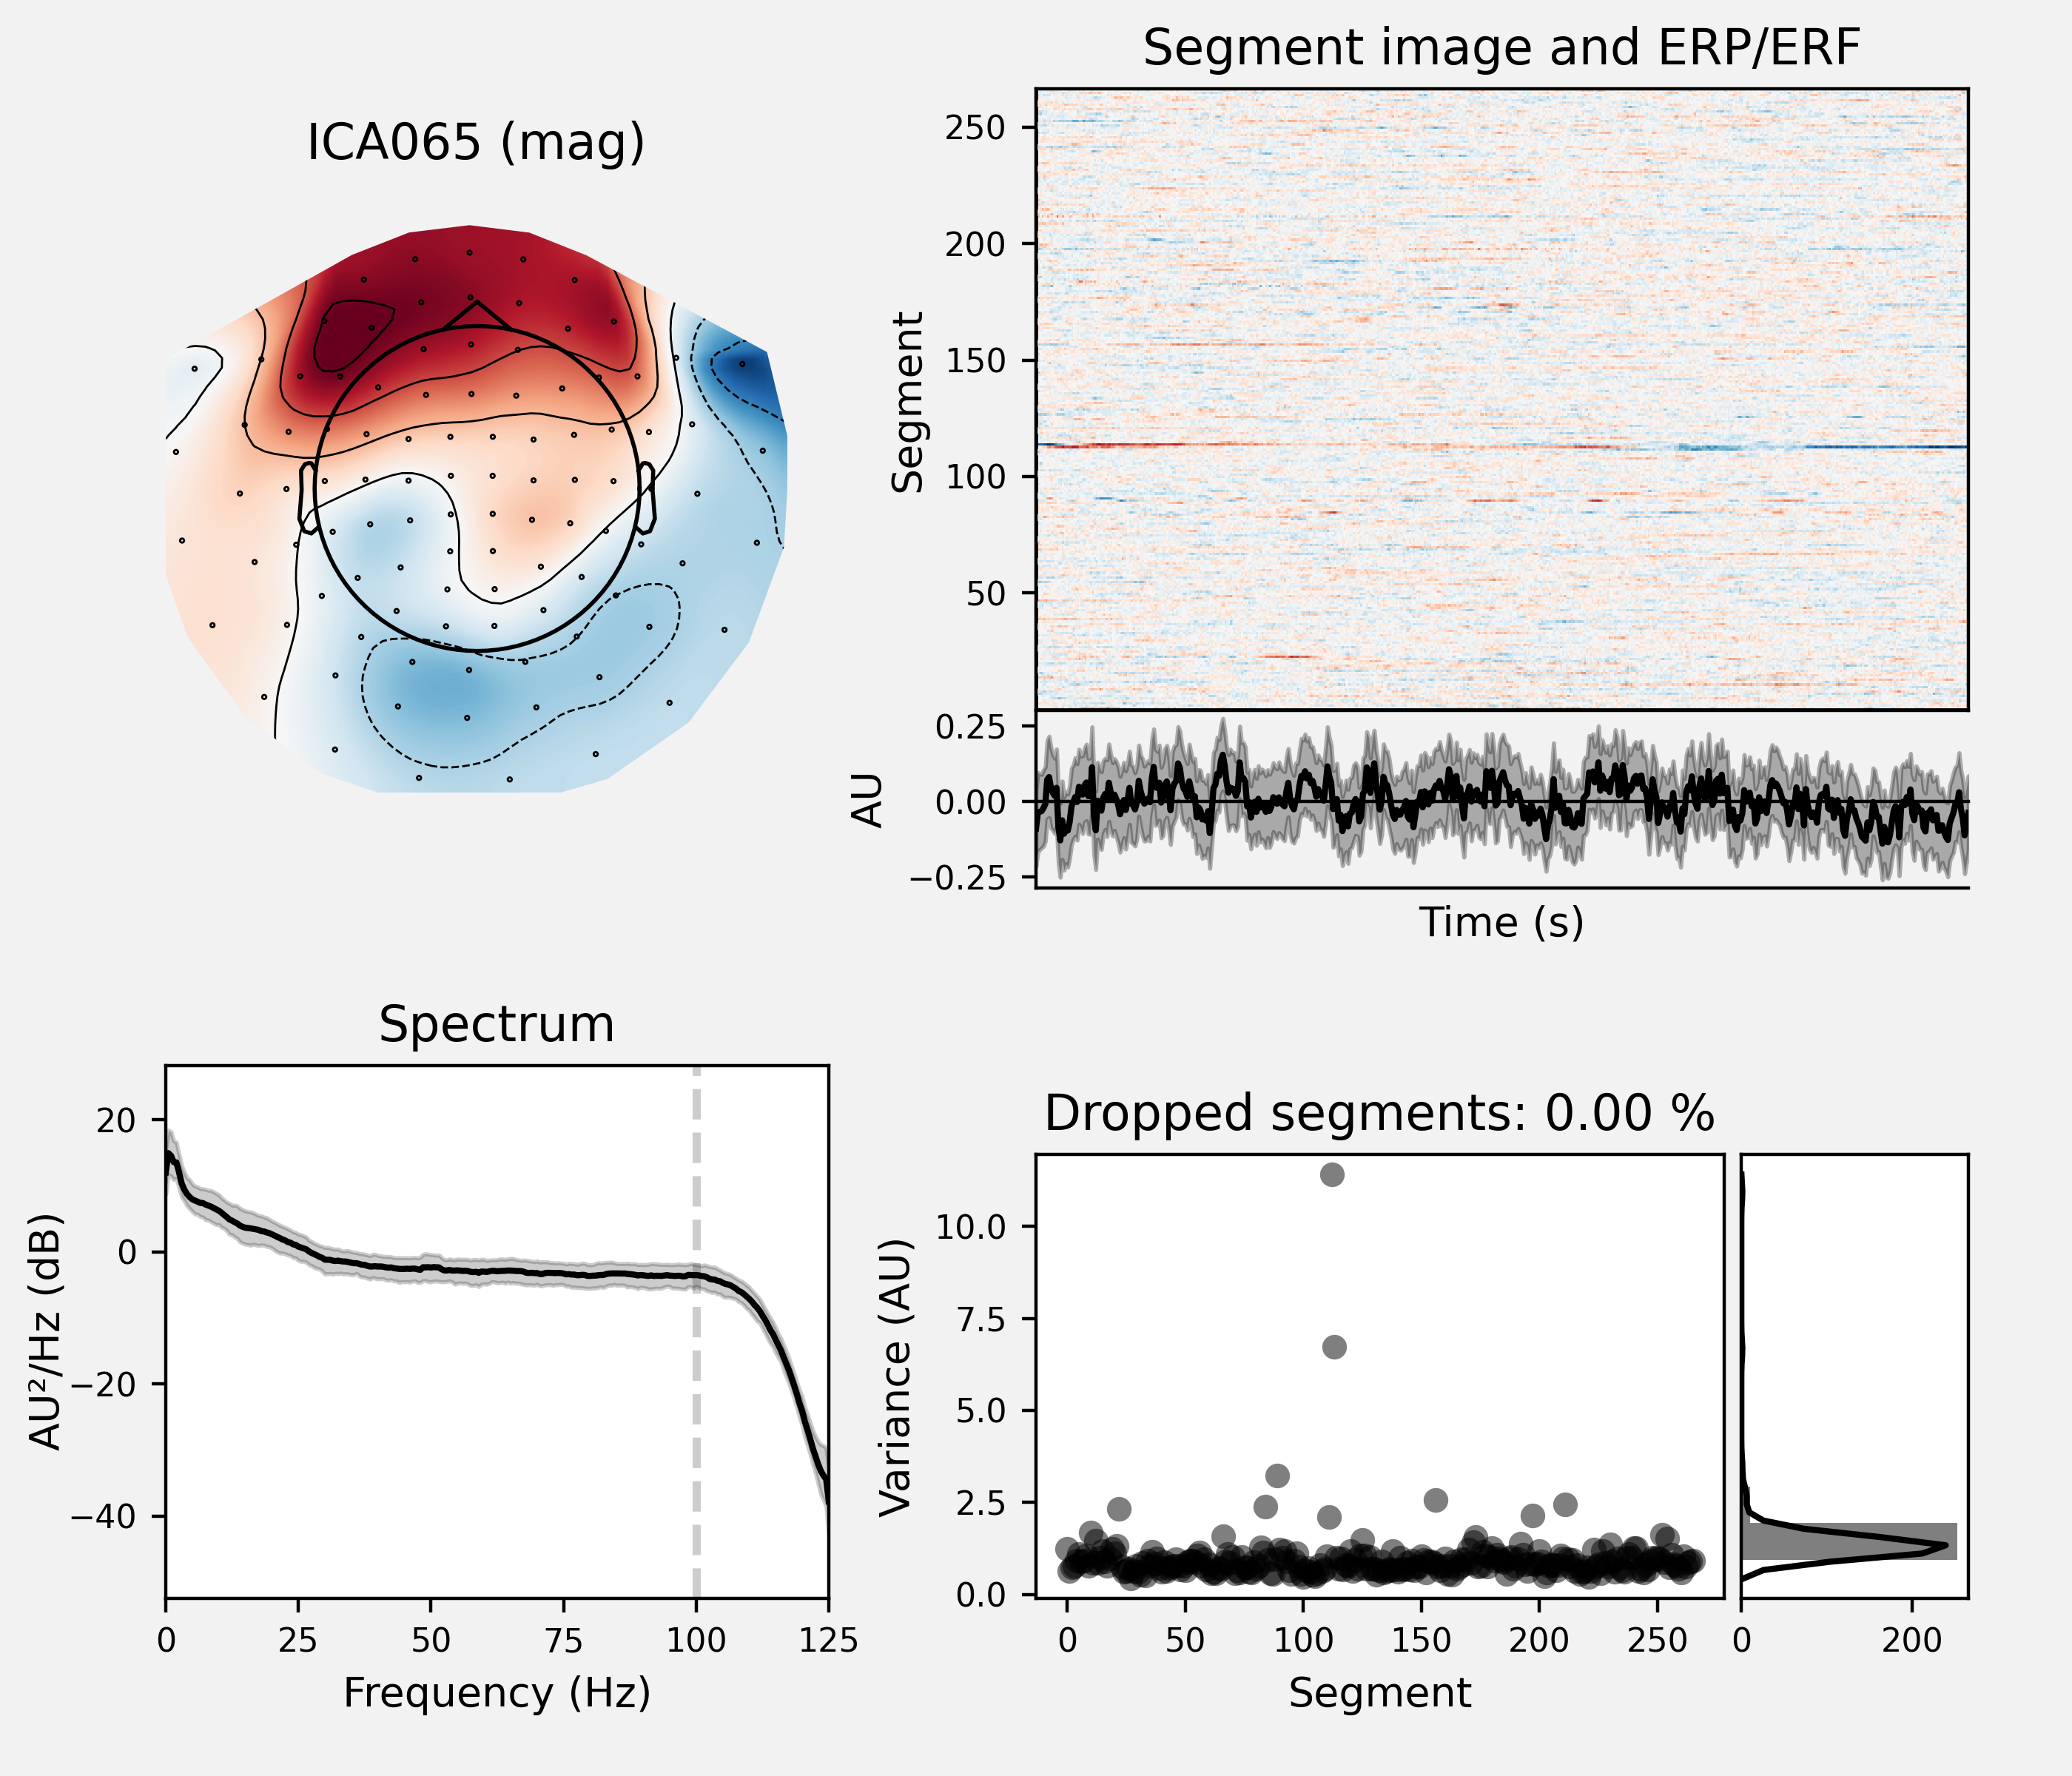 ICA065 (mag)
Segment image and ERP/ERF
250
200
150
100
50
Segment
0.25
0.00
−0.25
AU
Time (s)
Spectrum
20
0
−20
−40
AU²/Hz (dB)
0 25 50 75 100 125
Frequency (Hz)
Dropped segments: 0.00 %
10.0
7.5
5.0
2.5
0.0
Variance (AU)
0 50 100 150 200 250
Segment
0 200